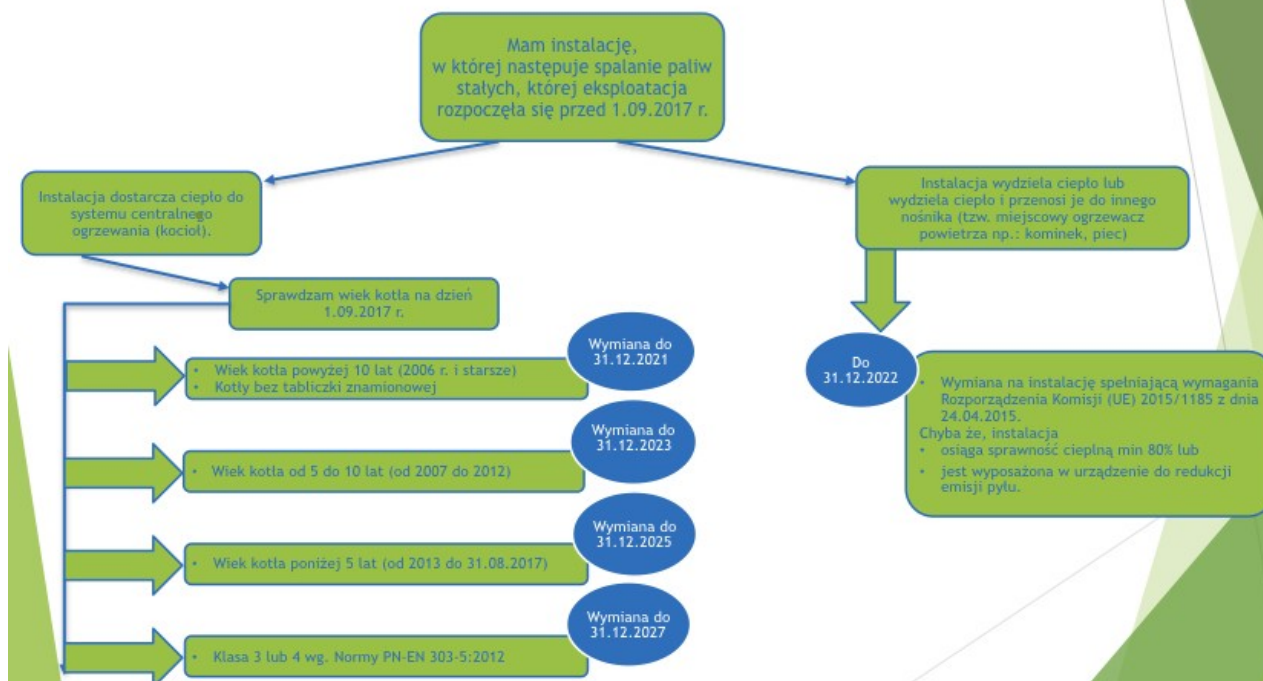 Mam instalację,
w której następuje spalanie paliw
stałych, której eksploatacja
rozpoczęła się przed 1.09.2017 r.
Instalacja dostarcza ciepło do
systemu centralnego
ogrzewania (kocioł).
Instalacja wydziela ciepło lub
wydziela ciepło i przenosi je do innego
nośnika (tzw. miejscowy ogrzewacz
powietrza np.: kominek, piec)
Sprawdzam wiek kotła na dzień
1.09.2017 r.
Wymiana do
31.12.2021
• Wiek kotła powyżej 10 lat (2006 r. i starsze)
• Kotły bez tabliczki znamionowej
Wymiana do
31.12.2023
• Wiek kotła od 5 do 10 lat (od 2007 do 2012)
Wymiana do
31.12.2025
• Wiek kotła poniżej 5 lat (od 2013 do 31.08.2017)
Wymiana do
31.12.2027
• Klasa 3 lub 4 wg. Normy PN-EN 303-5:2012
Do
31.12.2022
• Wymiana na instalację spełniającą wymagania
Rozporządzenia Komisji (UE) 2015/1185 z dnia
24.04.2015.
Chyba że, instalacja
• osiąga sprawność cieplną min 80% lub
• jest wyposażona w urządzenie do redukcji
emisji pyłu.